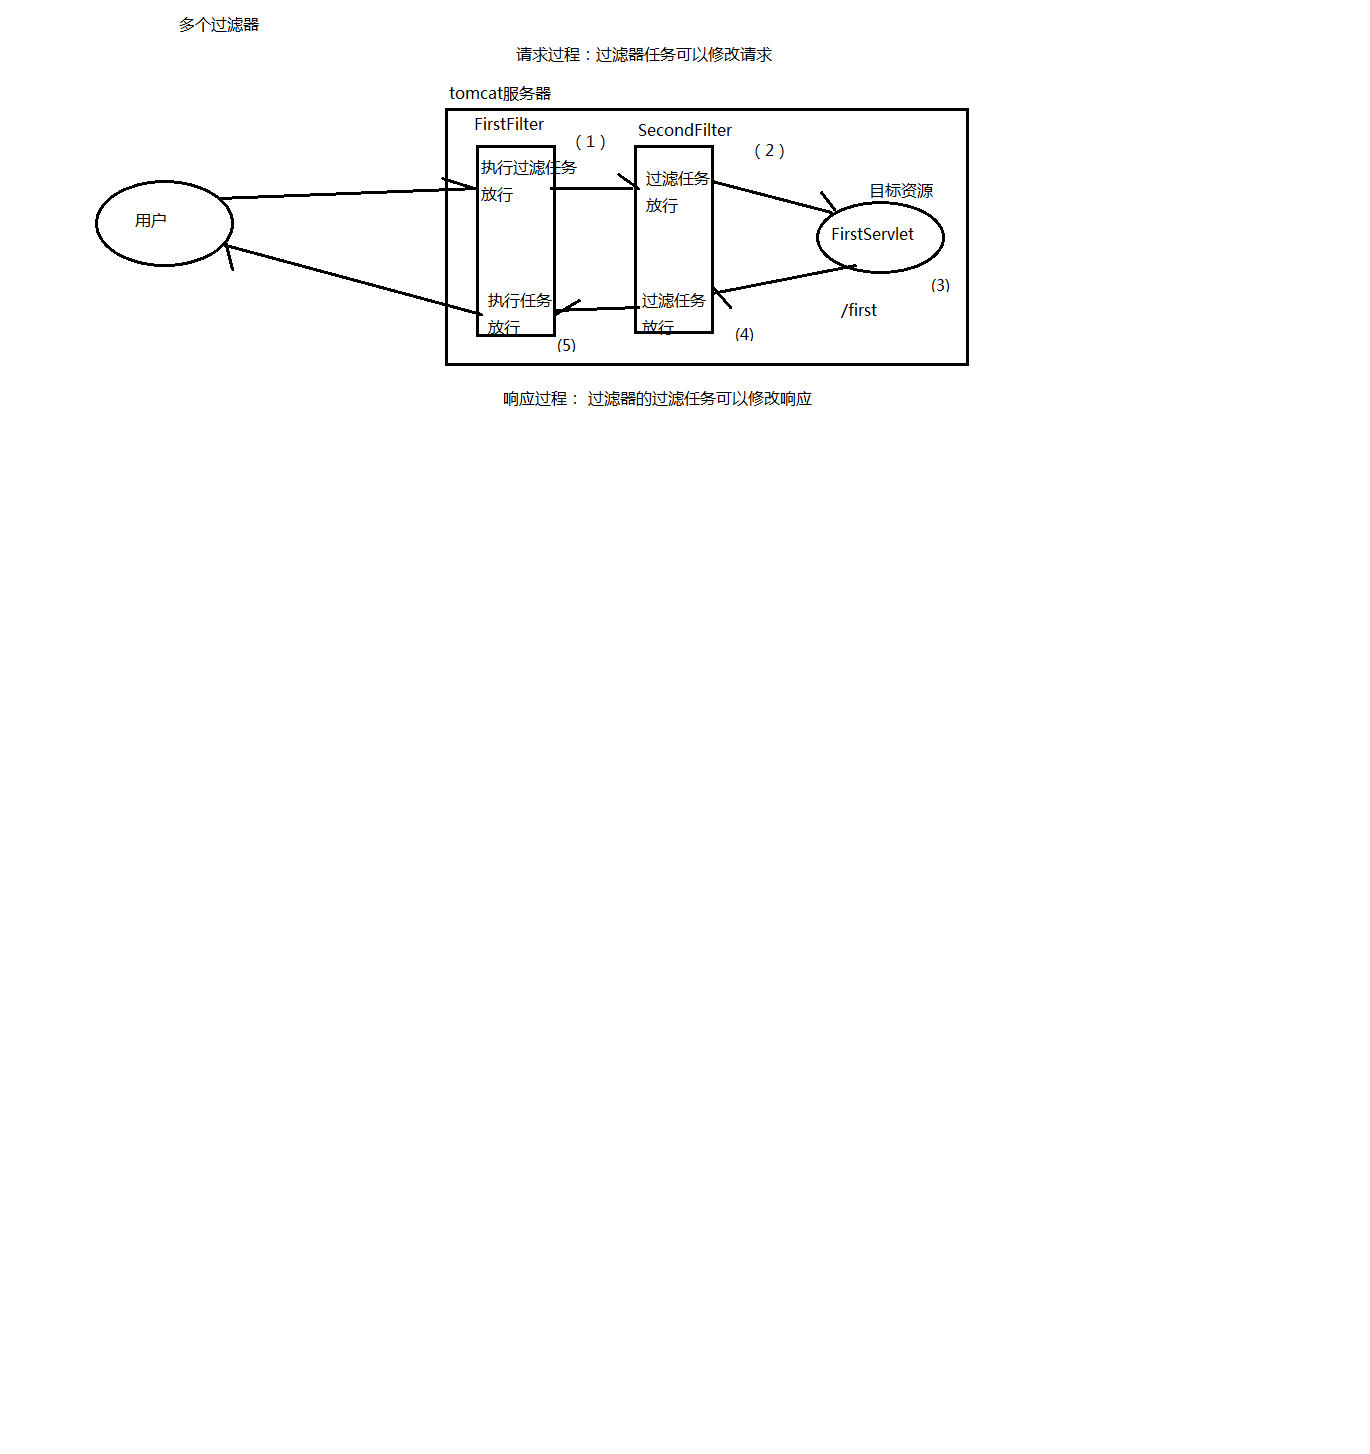 多个过滤器
请求过程：过滤器任务可以修改请求
tomcat服务器
FirstFilter
（1）
SecondFilter
（2）
执行过滤任务
放行
过滤任务
放行
目标资源
用户
FirstServlet
(3)
/first
执行任务
放行
过滤任务
放行
(4)
(5)
响应过程： 过滤器的过滤任务可以修改响应